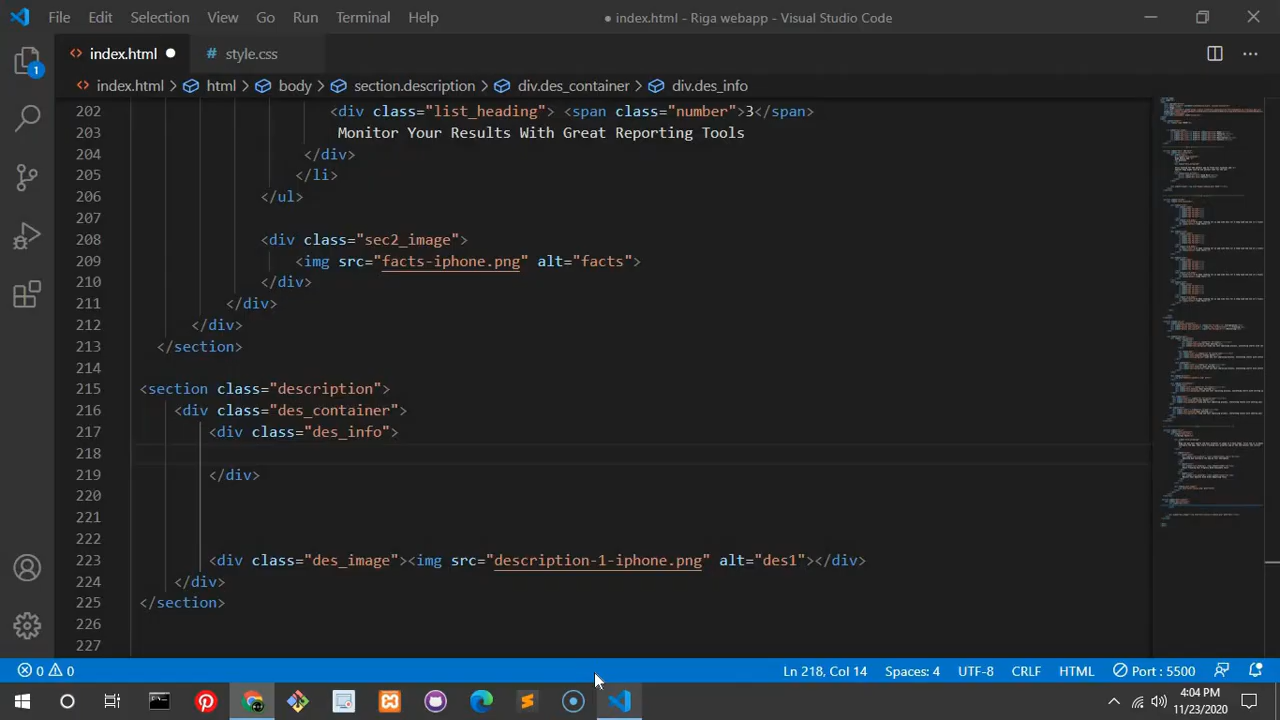 File Edit Selection View Go Run Terminal Help ● index.html - Riga webapp - Visual Studio Code
<> index.html ● # style.css
<> index.html > html > body > section.description > div.des_container > div.des_info
202 <div class="list_heading"> <span class="number">3</span>
203 Monitor Your Results With Great Reporting Tools
204 </div>
205 </li>
206 </ul>
207
208 <div class="sec2_image">
209 <img src="facts-iphone.png" alt="facts">
210 </div>
211 </div>
212 </div>
213 </section>
214
215 <section class="description">
216 <div class="des_container">
217 <div class="des_info">
218
219 </div>
220
221
222
223 <div class="des_image"><img src="description-1-iphone.png" alt="des1"></div>
224 </div>
225 </section>
226
227
1
0 0 Ln 218, Col 14 Spaces: 4 UTF-8 CRLF HTML Port : 5500
4:04 PM
11/23/2020